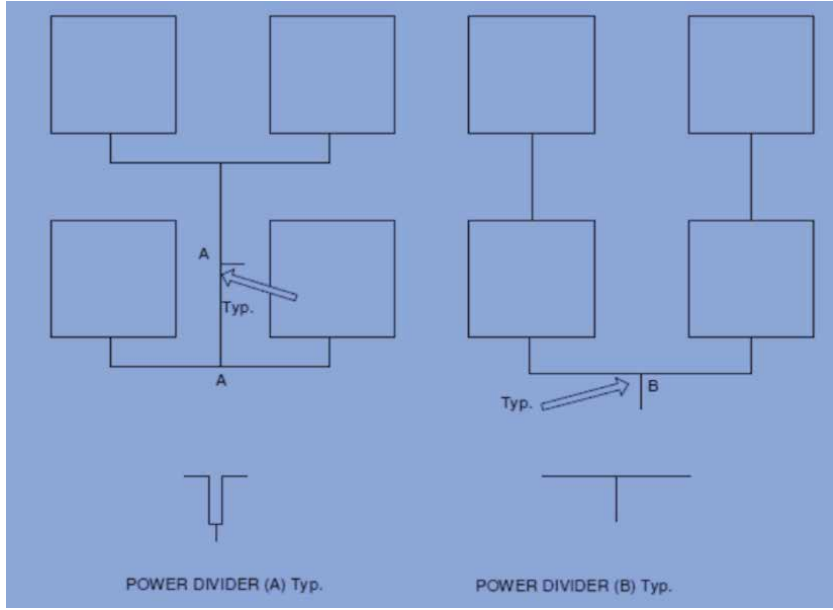 A
Typ.
A
Typ.
B
POWER DIVIDER (A) Typ.
POWER DIVIDER (B) Typ.